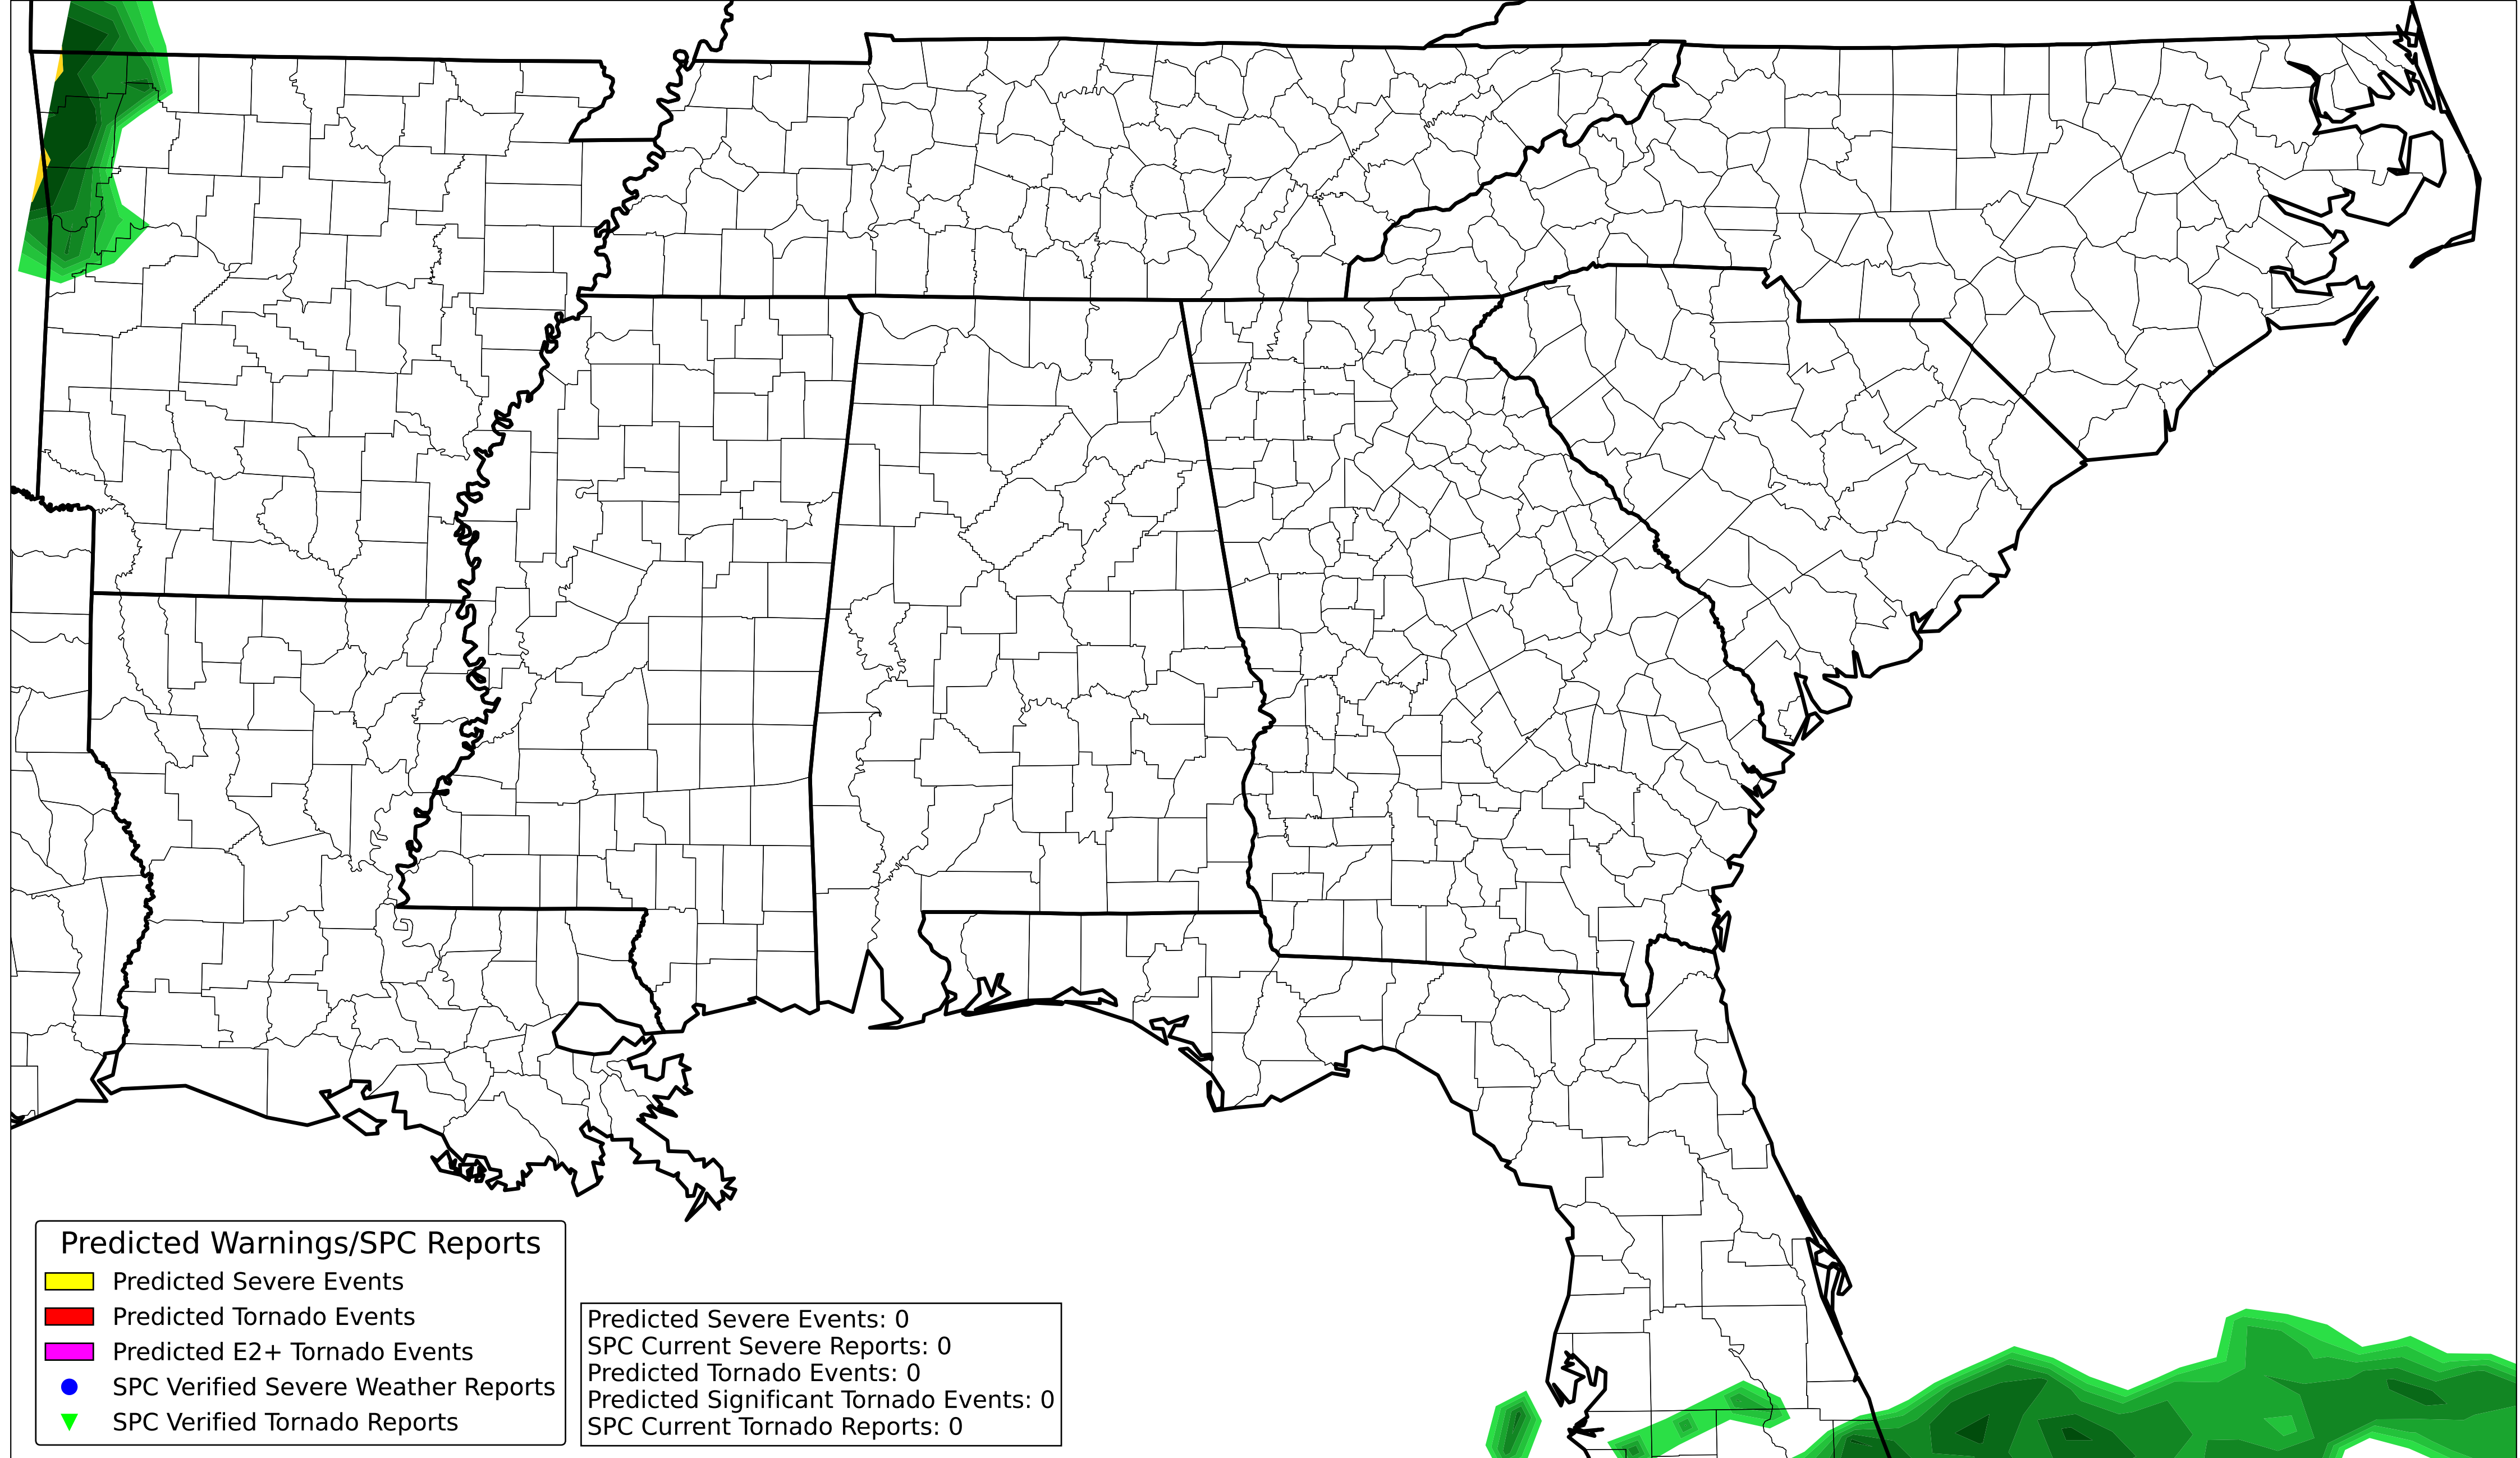 Predicted Warnings/SPC Reports
Predicted Severe Events
Predicted Tornado Events
Predicted E2+ Tornado Events
SPC Verified Severe Weather Reports
SPC Verified Tornado Reports
Predicted Severe Events: 0
SPC Current Severe Reports: 0
Predicted Tornado Events: 0
Predicted Significant Tornado Events: 0
SPC Current Tornado Reports: 0